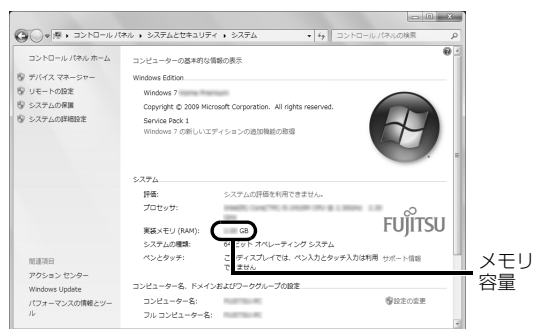 コントロール パネル ▸ システムとセキュリティ ▸ システム
コントロール パネルの検索
コントロール パネル ホーム
デバイス マネージャー
リモートの設定
システムの保護
システムの詳細設定
コンピューターの基本的な情報の表示
Windows Edition
Windows 7
Copyright © 2009 Microsoft Corporation. All rights reserved.
Service Pack 1
Windows 7 の新しいエディションの追加機能の取得
システム
評価:
システムの評価を利用できません。
プロセッサ:
実装メモリ (RAM):
GB
システムの種類:
64 ビット オペレーティング システム
ペンとタッチ:
このディスプレイでは、ペン入力とタッチ入力は利用できません
FUJITSU
サポート情報
メモリ
容量
コンピューター名、ドメインおよびワークグループの設定
コンピューター名:
設定の変更
フル コンピューター名:
関連項目
アクション センター
Windows Update
パフォーマンスの情報とツール